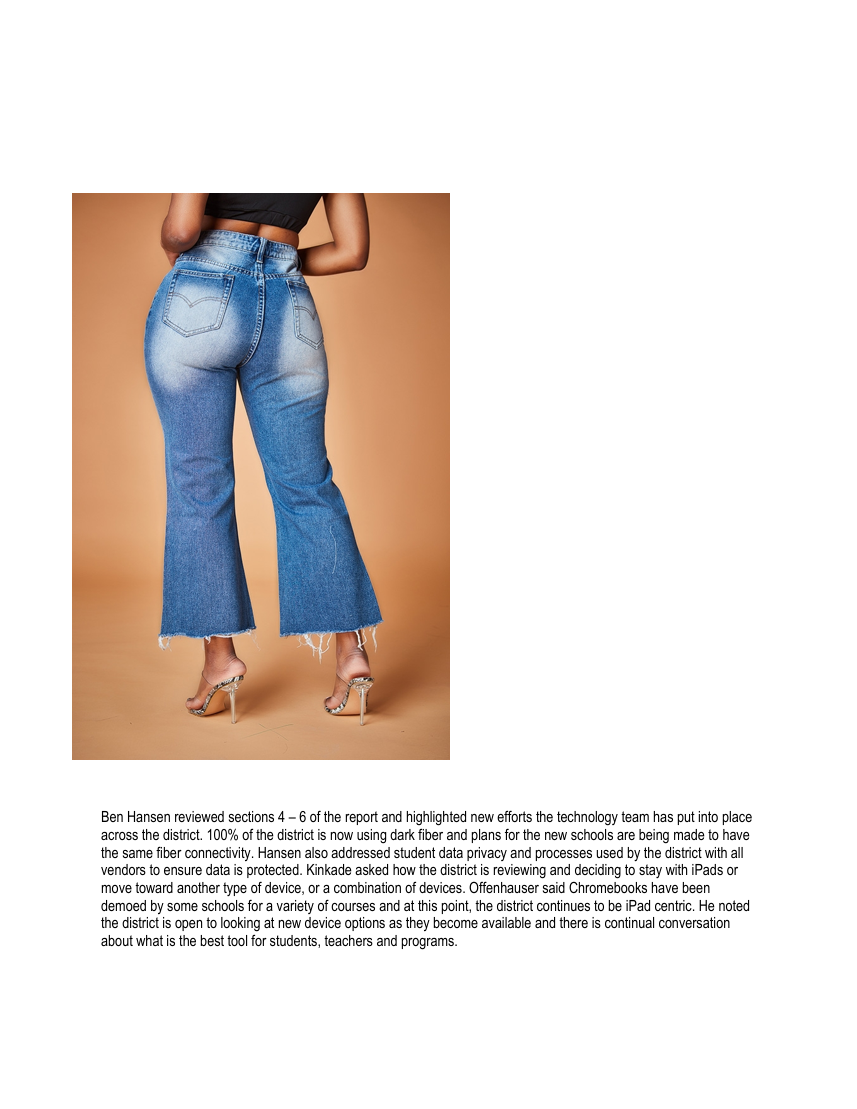 Ben Hansen reviewed sections 4 – 6 of the report and highlighted new efforts the technology team has put into place
across the district. 100% of the district is now using dark fiber and plans for the new schools are being made to have
the same fiber connectivity. Hansen also addressed student data privacy and processes used by the district with all
vendors to ensure data is protected. Kinkade asked how the district is reviewing and deciding to stay with iPads or
move toward another type of device, or a combination of devices. Offenhauser said Chromebooks have been
demoed by some schools for a variety of courses and at this point, the district continues to be iPad centric. He noted
the district is open to looking at new device options as they become available and there is continual conversation
about what is the best tool for students, teachers and programs.